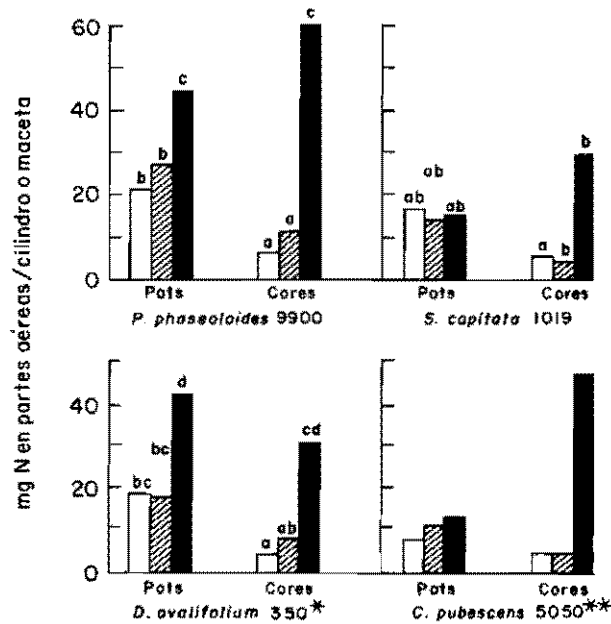 mg N en partes aéreas/cilindro o maceta
60
40
20
0
b b c
a a c
Pots Cores
P. phaseoloides 9900
ab ab ab
a b b
Pots Cores
S. capitata 1019
40
20
0
bc bc d
a ab cd
Pots Cores
D. ovalifolium 350*
Pots Cores
C. pubescens 5050**